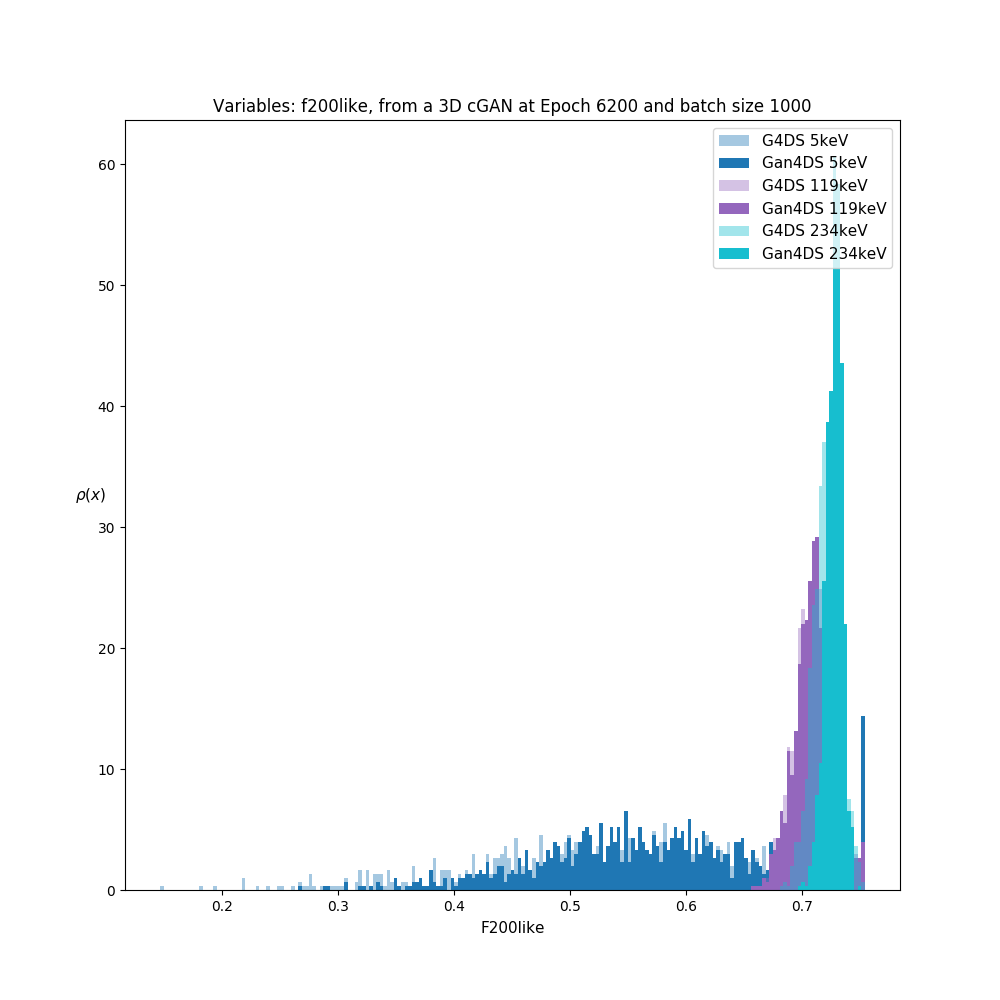 Variables: f200like, from a 3D cGAN at Epoch 6200 and batch size 1000
G4DS 5keV
Gan4DS 5keV
G4DS 119keV
Gan4DS 119keV
G4DS 234keV
Gan4DS 234keV
60
50
40
ρ(x)
30
20
10
0
0.2 0.3 0.4 0.5 0.6 0.7
F200like